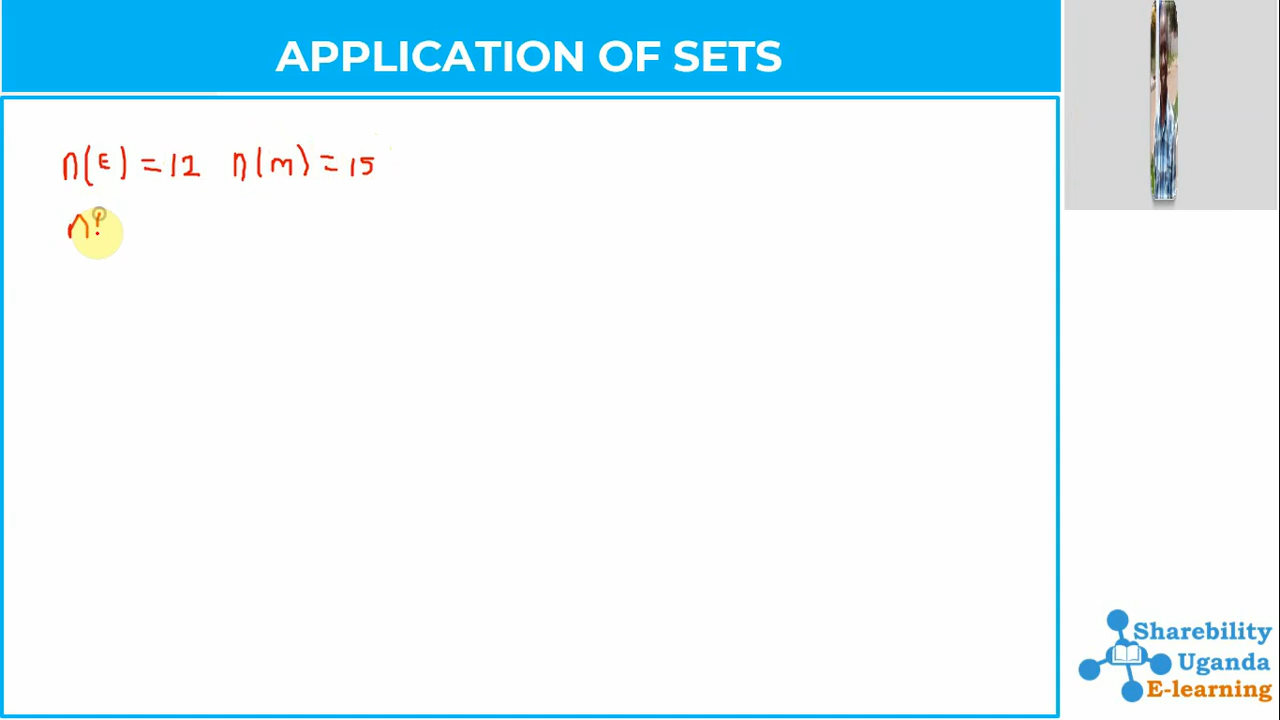 APPLICATION OF SETS
n(E) = 12 n(m) = 15
n
Sharebility
Uganda
E-learning